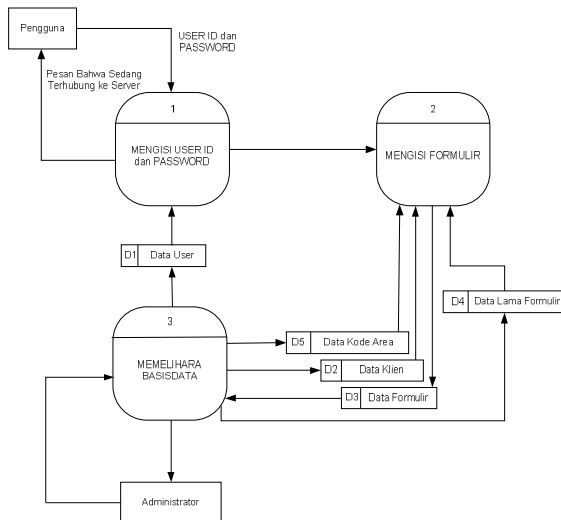 Pengguna
USER ID dan
PASSWORD
Pesan Bahwa Sedang
Terhubung ke Server
1
MENGISI USER ID
dan PASSWORD
2
MENGISI FORMULIR
D1 Data User
D4 Data Lama Formulir
3
MEMELIHARA
BASISDATA
D5 Data Kode Area
D2 Data Klien
D3 Data Formulir
Administrator